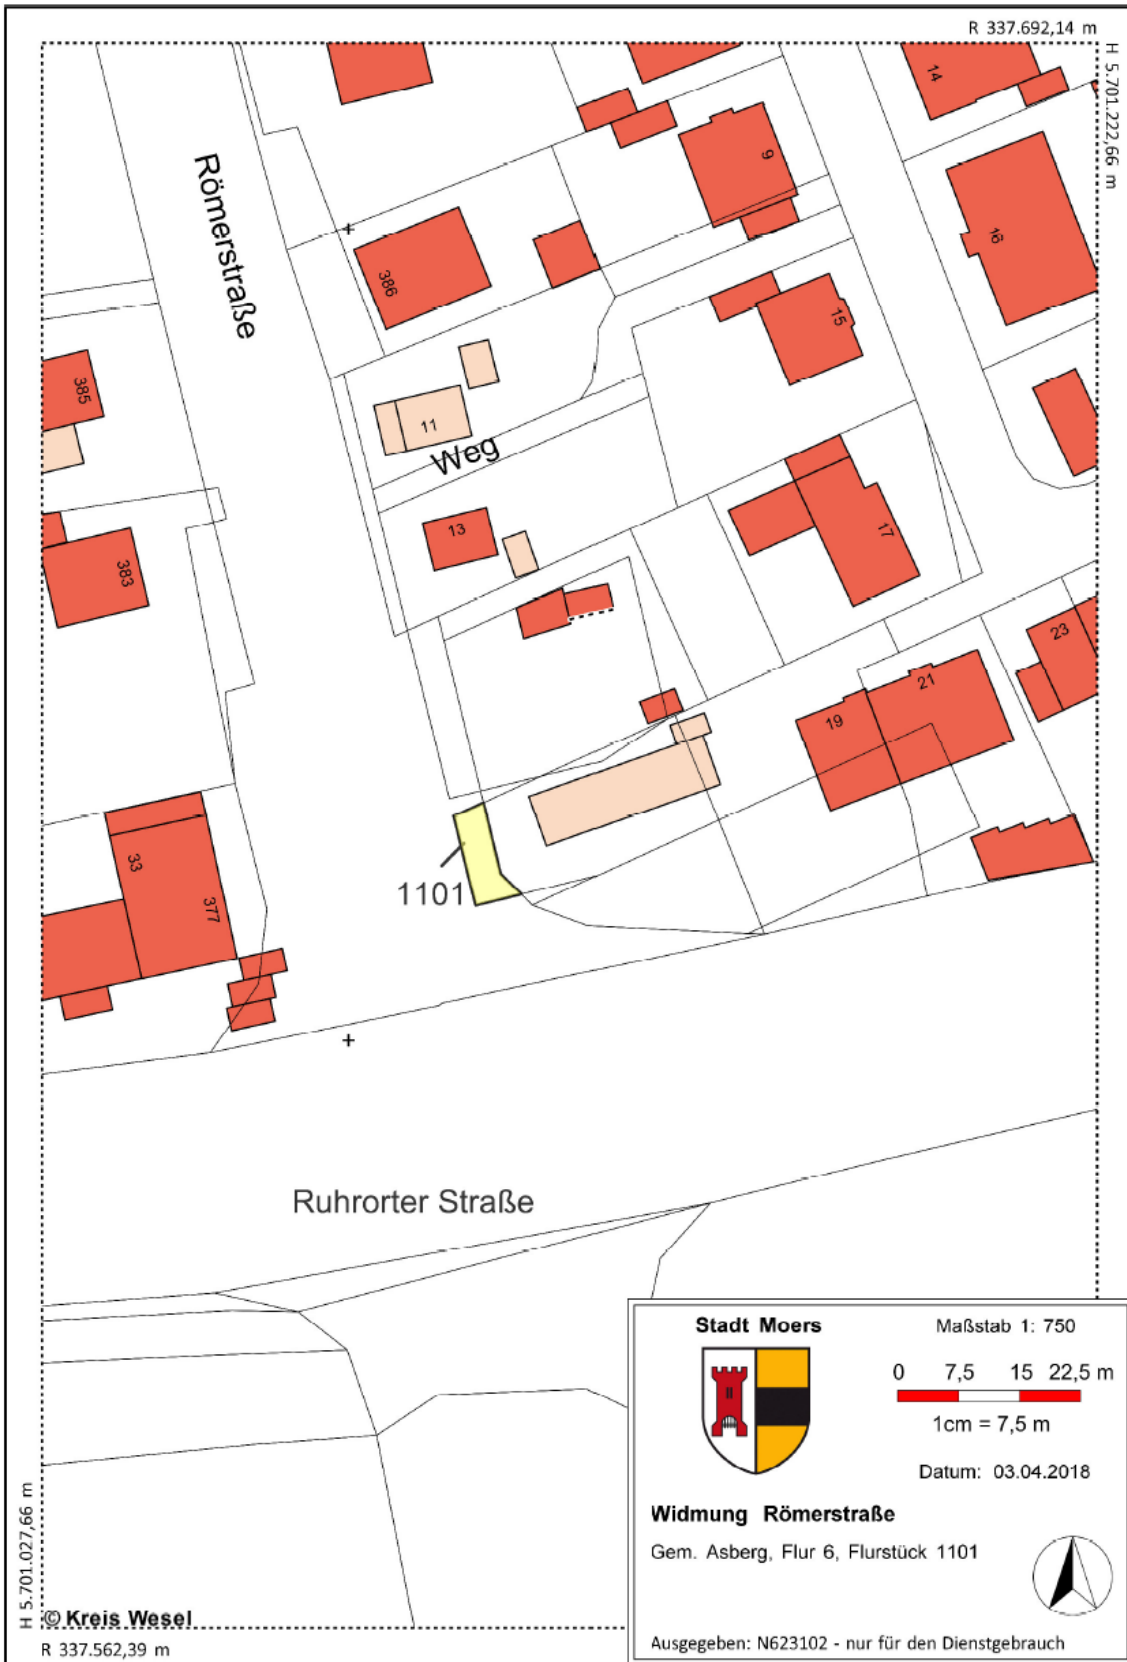 R 337.692,14 m
H 5.701.222,66 m
14
9
Römerstraße
16
386
15
385
11
Weg
13
17
383
23
21
19
33
1101
377
Ruhrorter Straße
Stadt Moers
Maßstab 1: 750
0 7,5 15 22,5 m
1cm = 7,5 m
Datum: 03.04.2018
Widmung Römerstraße
Gem. Asberg, Flur 6, Flurstück 1101
Ausgegeben: N623102 - nur für den Dienstgebrauch
H 5.701.027,66 m
© Kreis Wesel
R 337.562,39 m